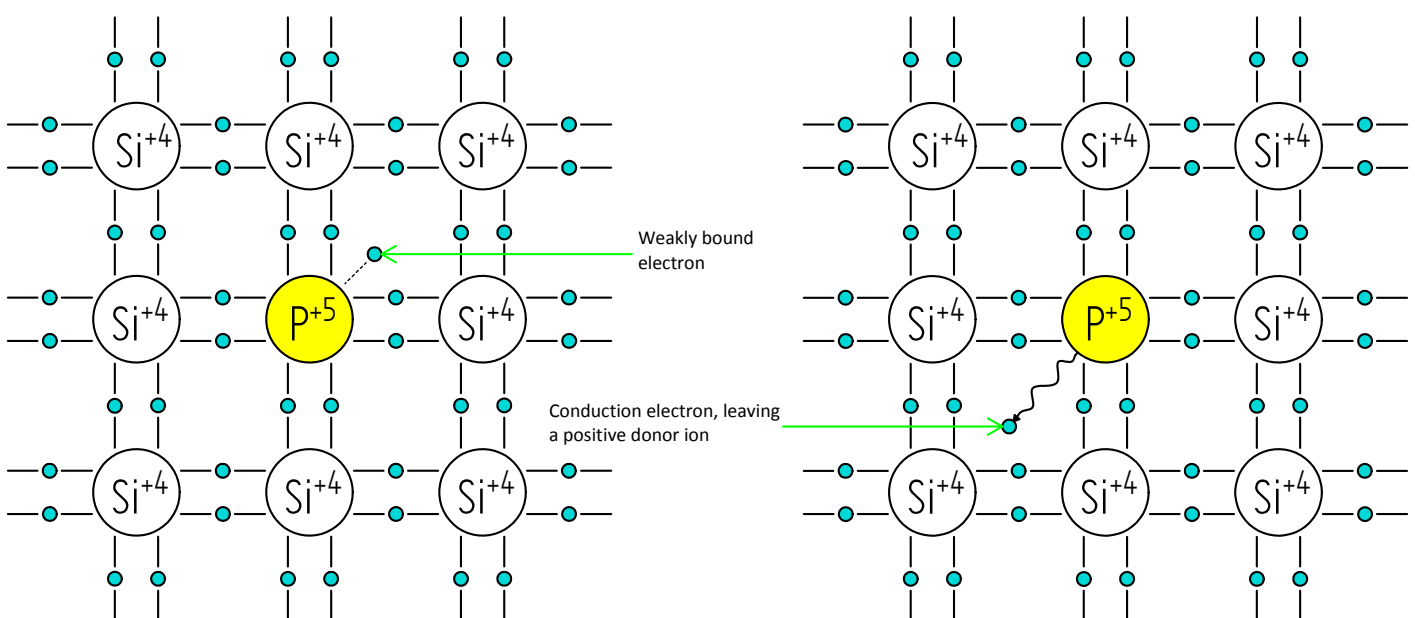 Si+4 Si+4 Si+4 Si+4 Si+4 Si+4
Weakly bound
electron
Si+4 P+5 Si+4 Si+4 P+5 Si+4
Conduction electron, leaving
a positive donor ion
Si+4 Si+4 Si+4 Si+4 Si+4 Si+4